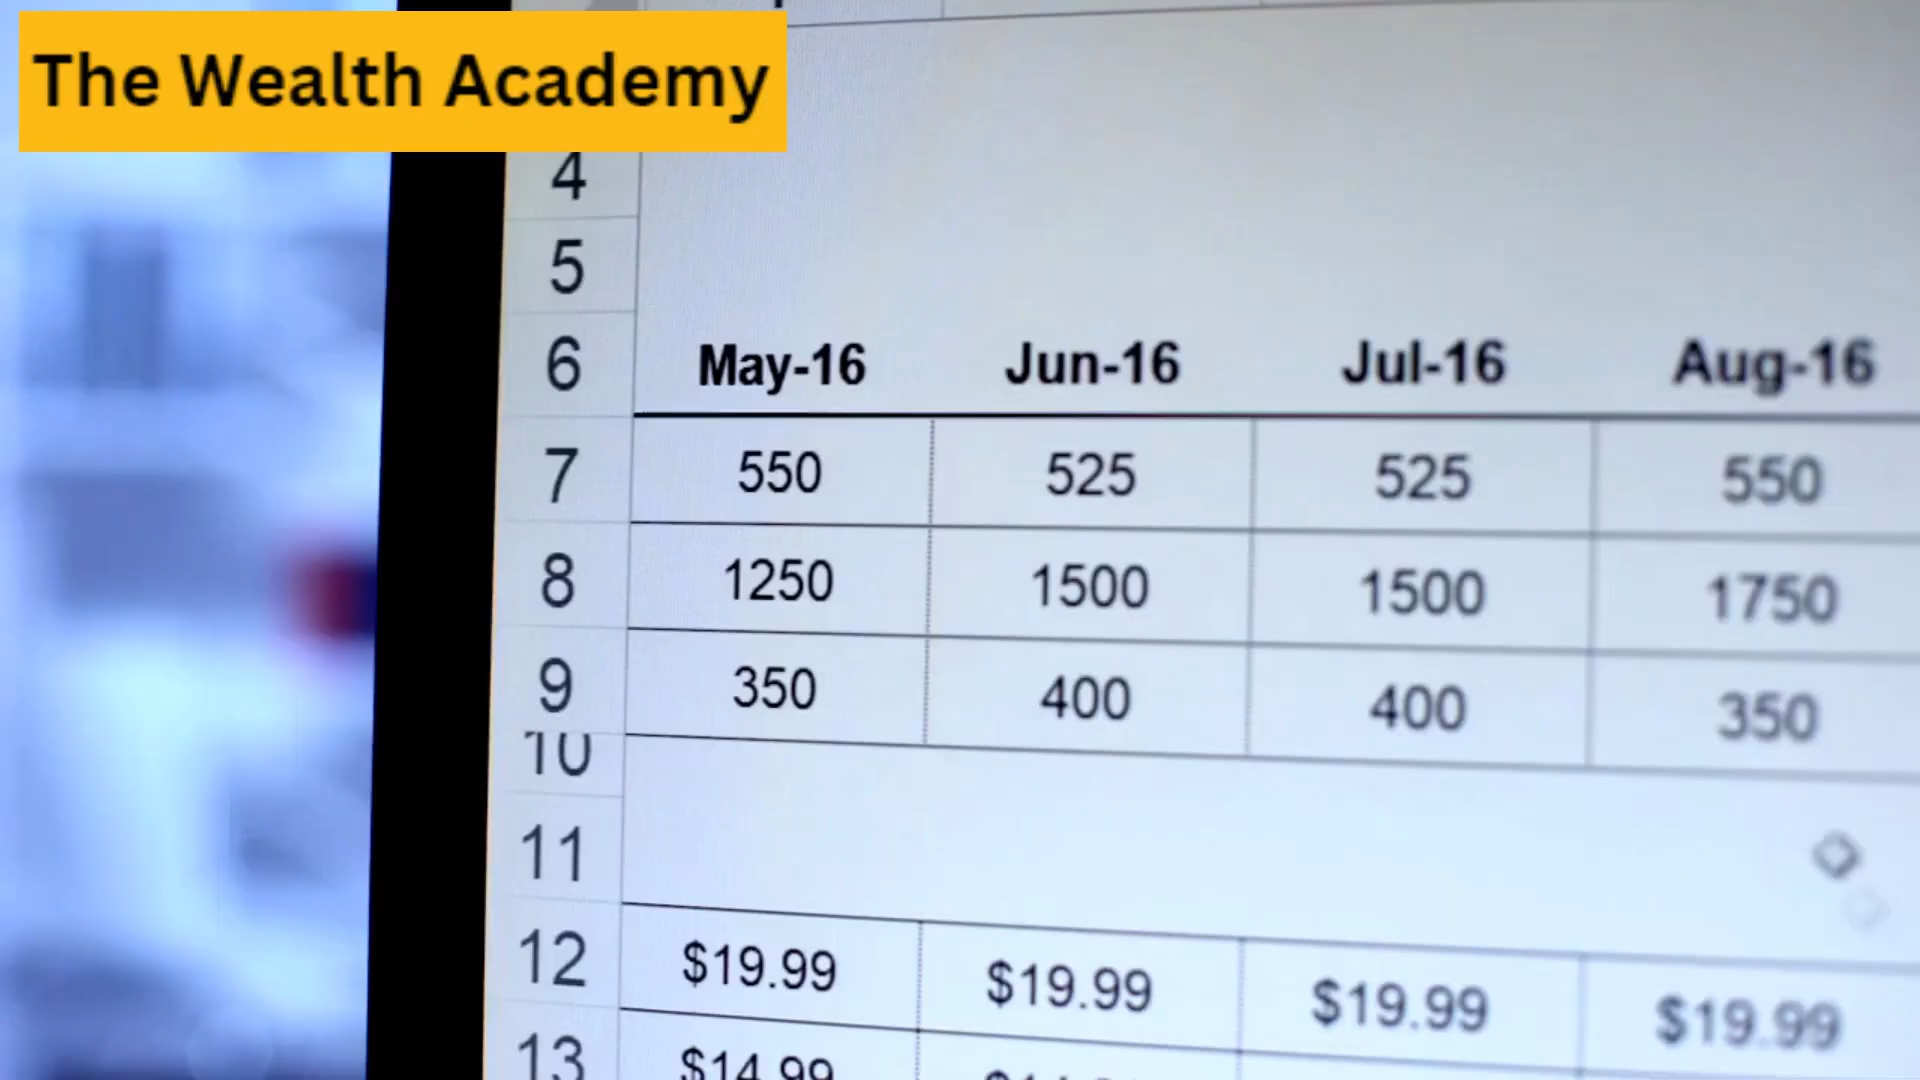 The Wealth Academy
4
5
6 May-16 Jun-16 Jul-16 Aug-16
7 550 525 525 550
8 1250 1500 1500 1750
9 350 400 400 350
10
11
12 $19.99 $19.99 $19.99 $19.99
13 $14.99